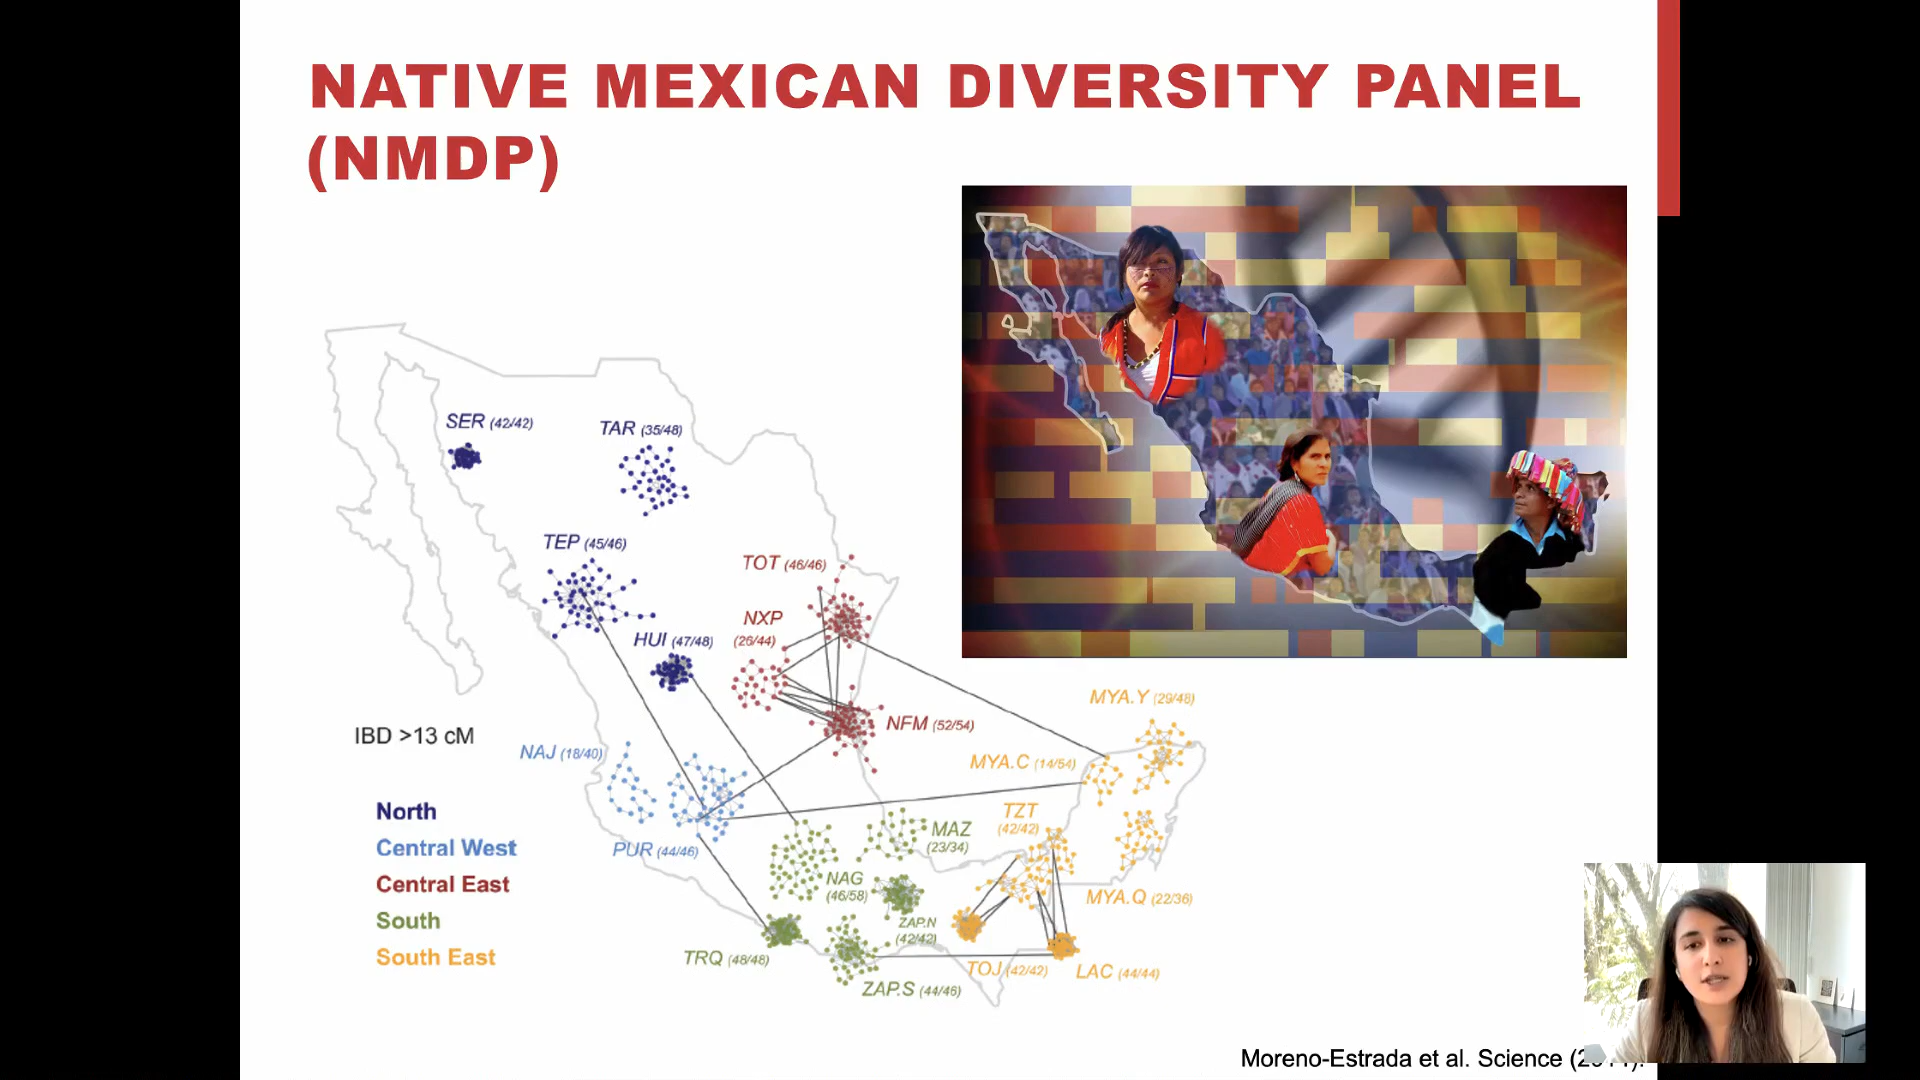 NATIVE MEXICAN DIVERSITY PANEL
(NMDP)
SER (42/42)
TAR (35/48)
TEP (45/46)
TOT (46/46)
NXP
(26/44)
HUI (47/48)
NFM (52/54)
MYA.Y (29/48)
IBD >13 cM
NAJ (18/40)
MYA.C (14/54)
North
Central West
Central East
South
South East
PUR (44/46)
MAZ
(23/34)
TZT
(42/42)
NAG
(46/58)
MYA.Q (22/36)
ZAP.N
(42/42)
TRQ (48/48)
TOJ (42/42)
LAC (44/44)
ZAP.S (44/46)
Moreno-Estrada et al. Science